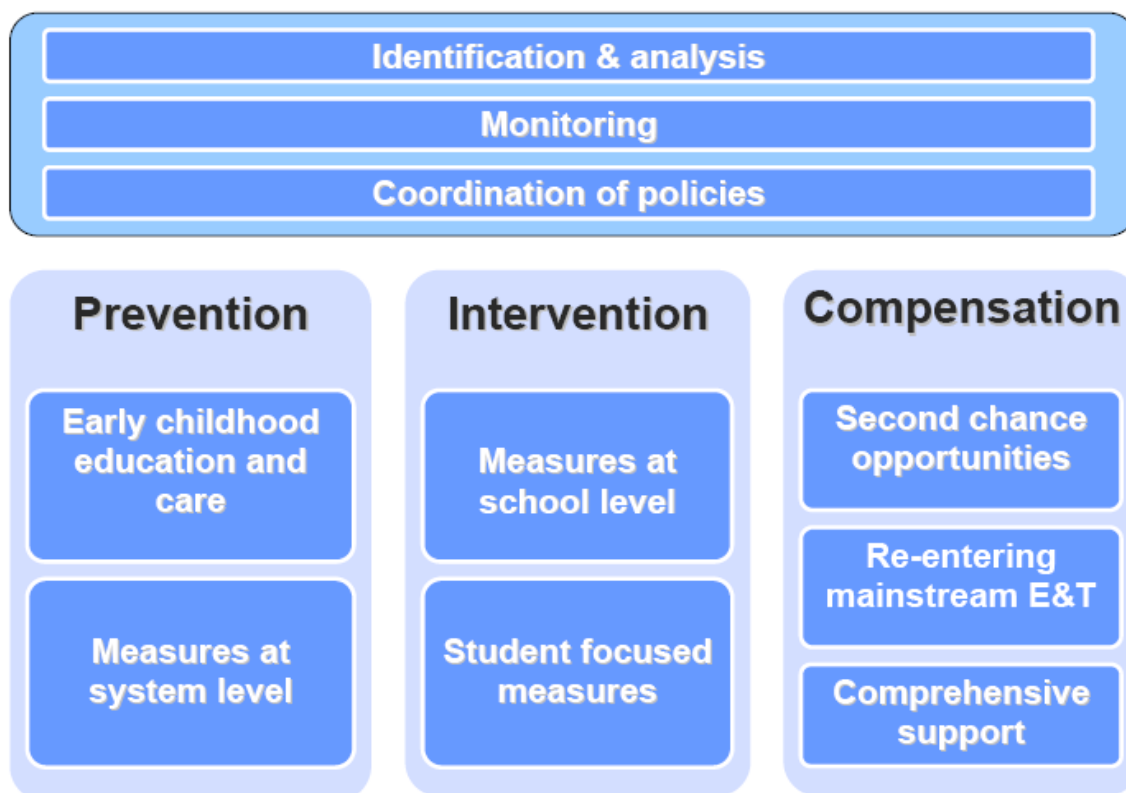 Identification & analysis
Monitoring
Coordination of policies
Prevention
Early childhood
education and
care
Measures at
system level
Intervention
Measures at
school level
Student focused
measures
Compensation
Second chance
opportunities
Re-entering
mainstream E&T
Comprehensive
support